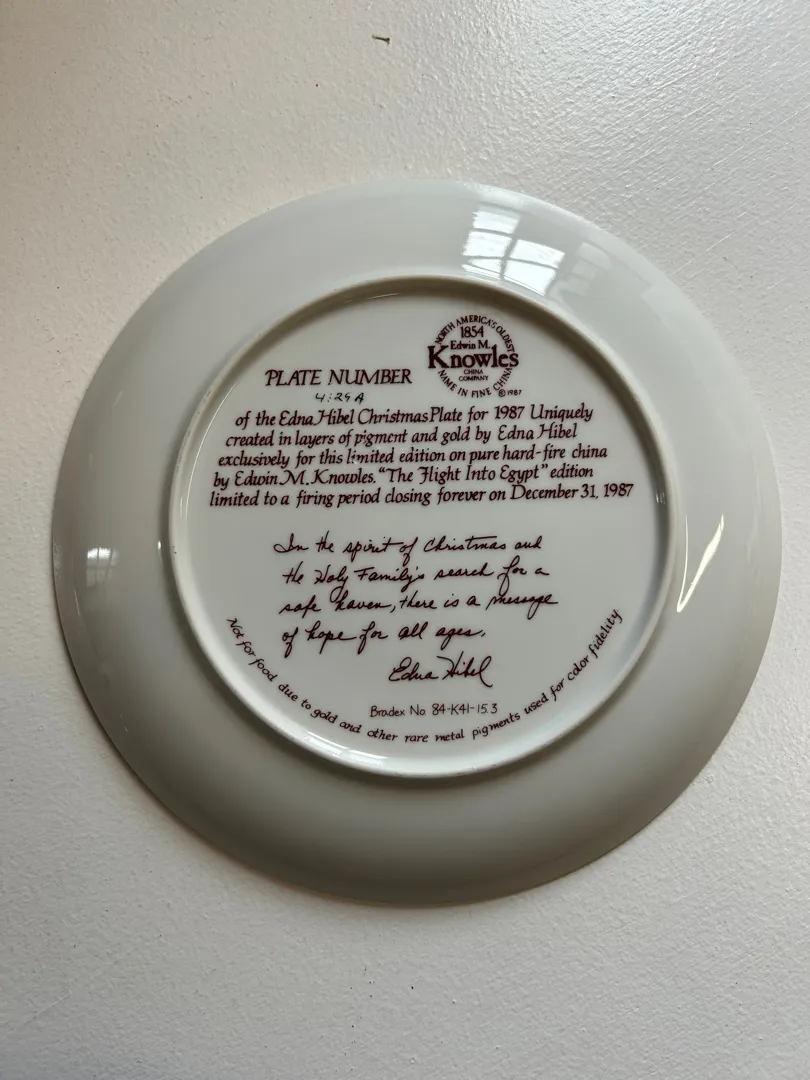 NORTH AMERICA'S OLDEST
1854
Edwin M.
Knowles
CHINA
COMPANY
NAME IN FINE CHINA
©1987
PLATE NUMBER
of the Edna Hibel Christmas Plate for 1987 Uniquely
created in layers of pigment and gold by Edna Hibel
exclusively for this limited edition on pure hard-fire china
by Edwin M. Knowles. "The Flight Into Egypt" edition
limited to a firing period closing forever on December 31, 1987
In the spirit of Christmas and
the Holy Family's search for a
safe haven, there is a message
of hope for all ages.
Edna Hibel
Bradex No 84-K41-15.3
Not for food due to gold and other rare metal pigments used for color fidelity